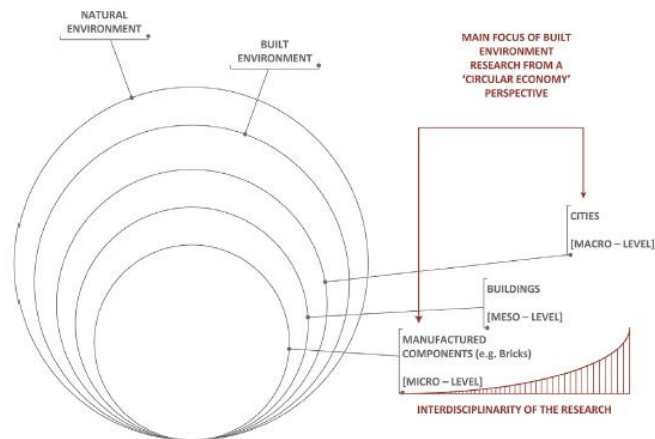 NATURAL
ENVIRONMENT
BUILT
ENVIRONMENT
MAIN FOCUS OF BUILT
ENVIRONMENT
RESEARCH FROM A
‘CIRCULAR ECONOMY’
PERSPECTIVE
CITIES
[MACRO – LEVEL]
BUILDINGS
[MESO – LEVEL]
MANUFACTURED
COMPONENTS (e.g. Bricks)
[MICRO – LEVEL]
INTERDISCIPLINARITY OF THE RESEARCH